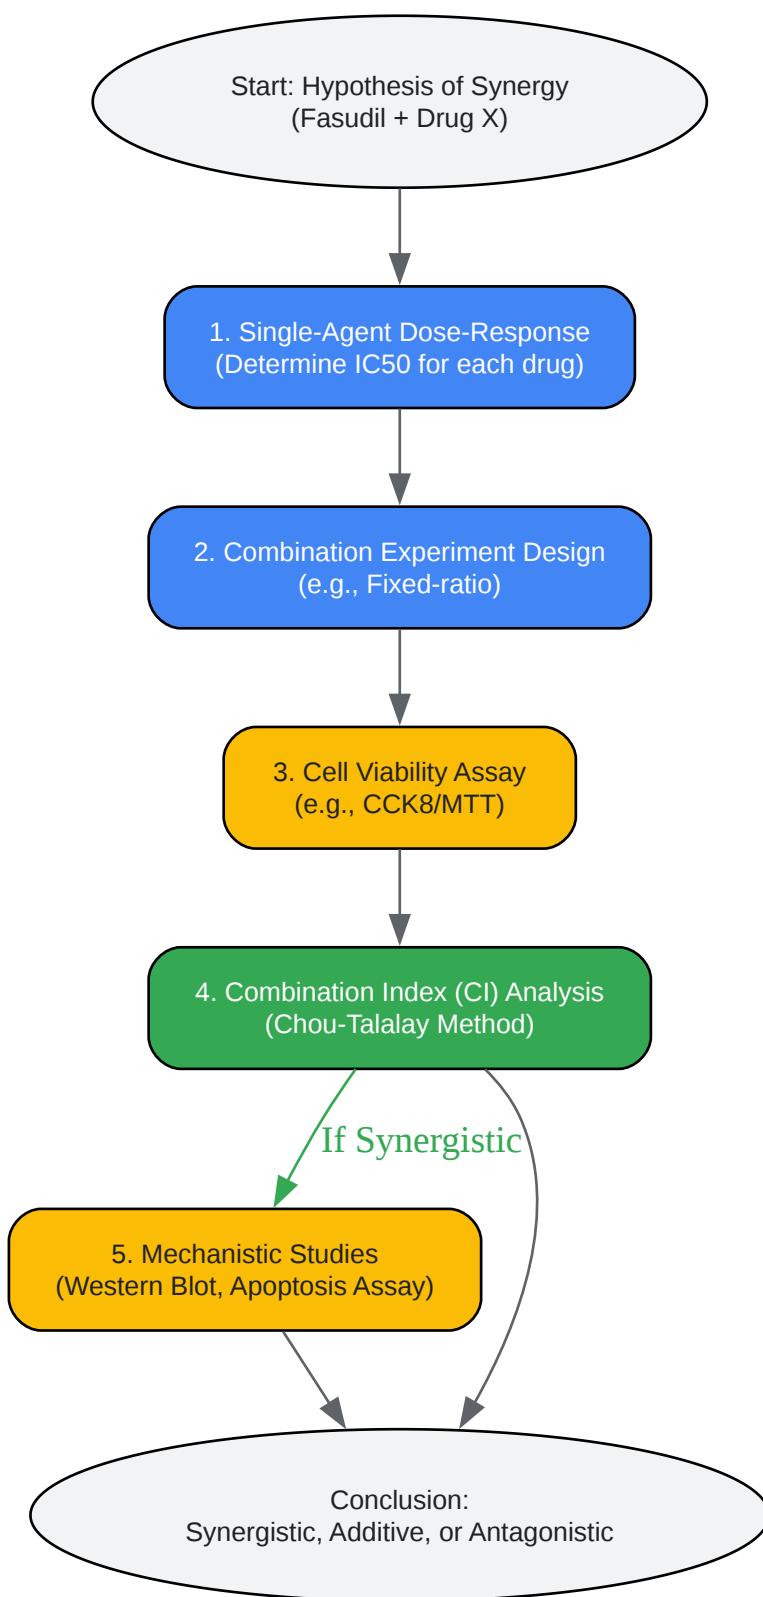 Start: Hypothesis of Synergy
(Fasudil + Drug X)
1. Single-Agent Dose-Response
(Determine IC50 for each drug)
2. Combination Experiment Design
(e.g., Fixed-ratio)
3. Cell Viability Assay
(e.g., CCK8/MTT)
4. Combination Index (CI) Analysis
(Chou-Talalay Method)
If Synergistic
5. Mechanistic Studies
(Western Blot, Apoptosis Assay)
Conclusion:
Synergistic, Additive, or Antagonistic